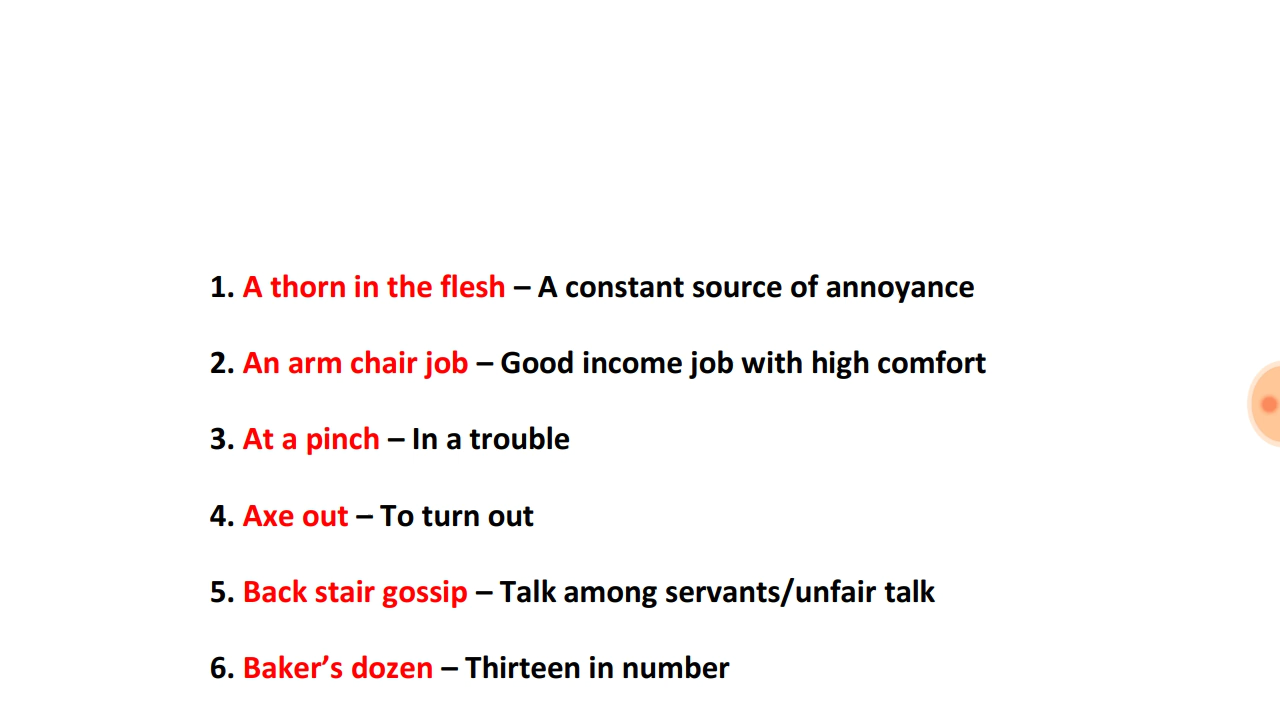 1. A thorn in the flesh – A constant source of annoyance
2. An arm chair job – Good income job with high comfort
3. At a pinch – In a trouble
4. Axe out – To turn out
5. Back stair gossip – Talk among servants/unfair talk
6. Baker’s dozen – Thirteen in number